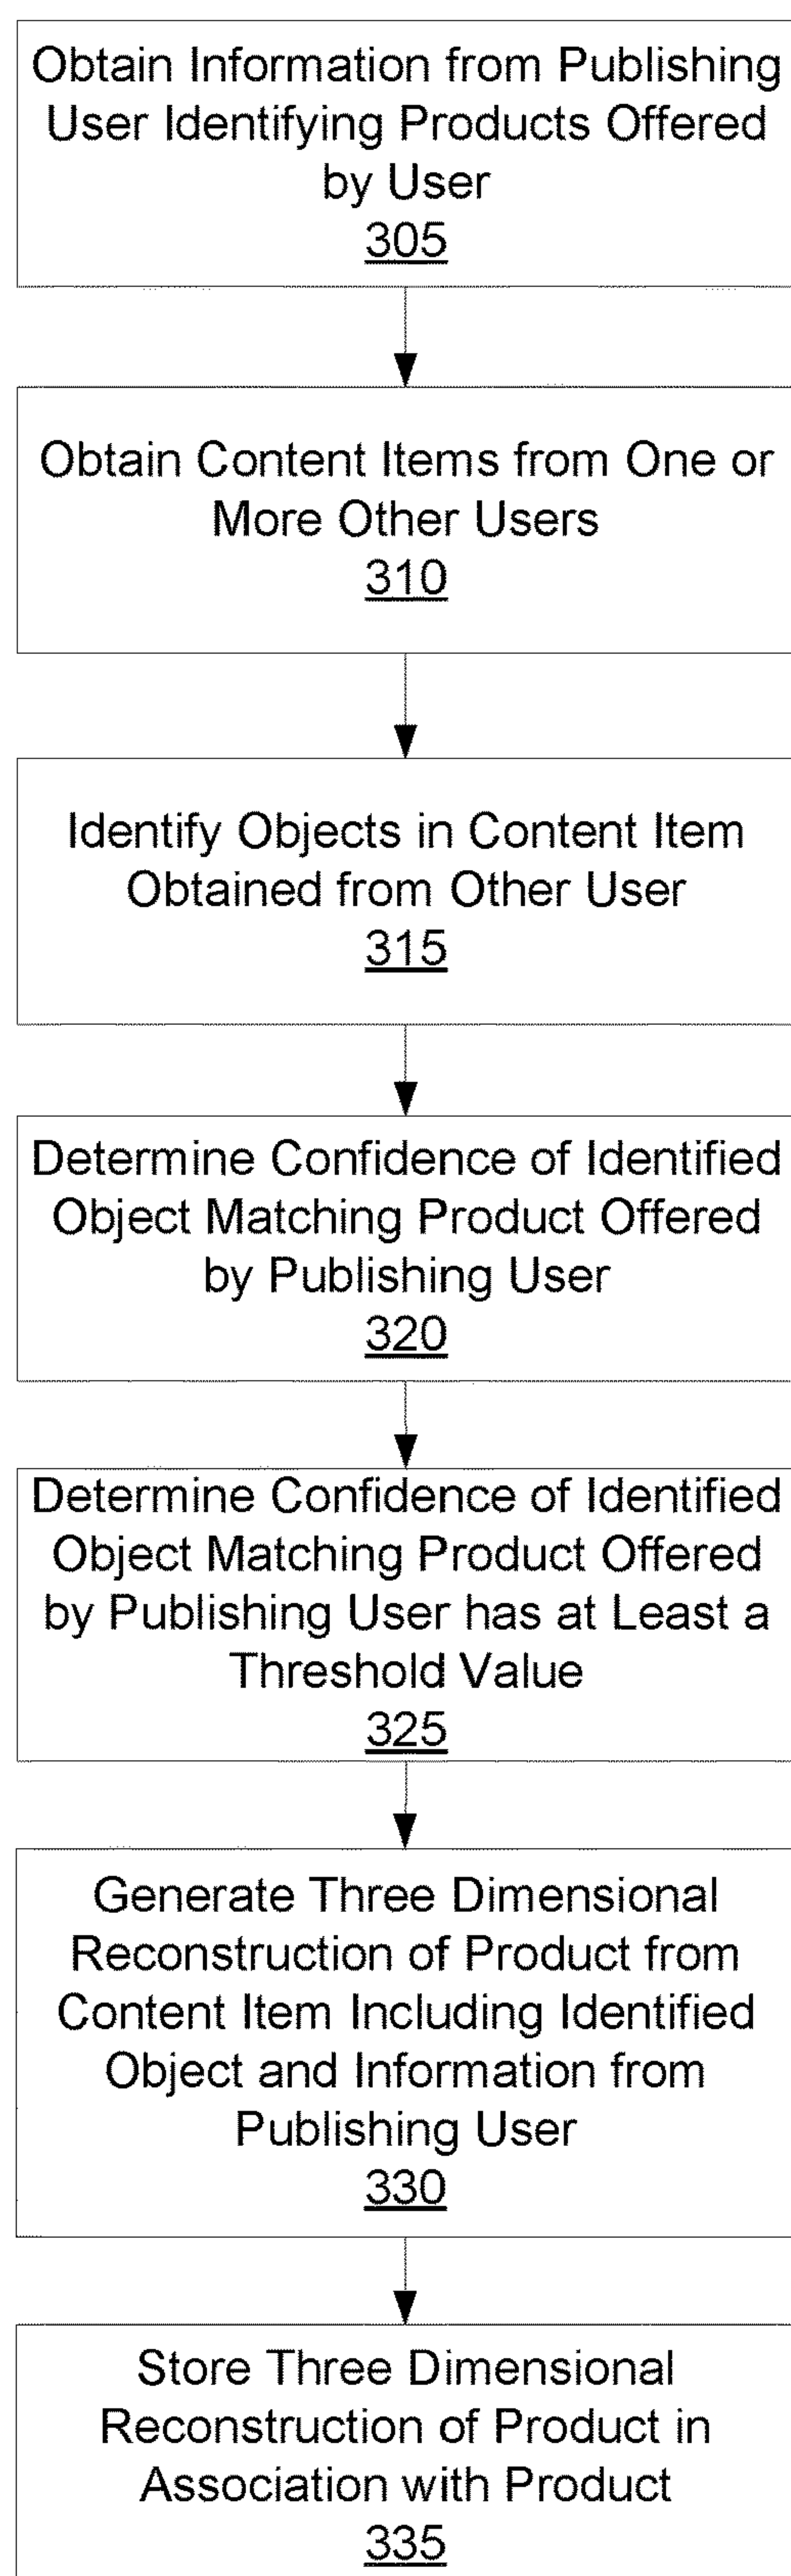 Obtain Information from Publishing
User Identifying Products Offered
by User
305
Obtain Content Items from One or
More Other Users
310
Identify Objects in Content Item
Obtained from Other User
315
Determine Confidence of Identified
Object Matching Product Offered
by Publishing User
320
Determine Confidence of Identified
Object Matching Product Offered
by Publishing User has at Least a
Threshold Value
325
Generate Three Dimensional
Reconstruction of Product from
Content Item Including Identified
Object and Information from
Publishing User
330
Store Three Dimensional
Reconstruction of Product in
Association with Product
335